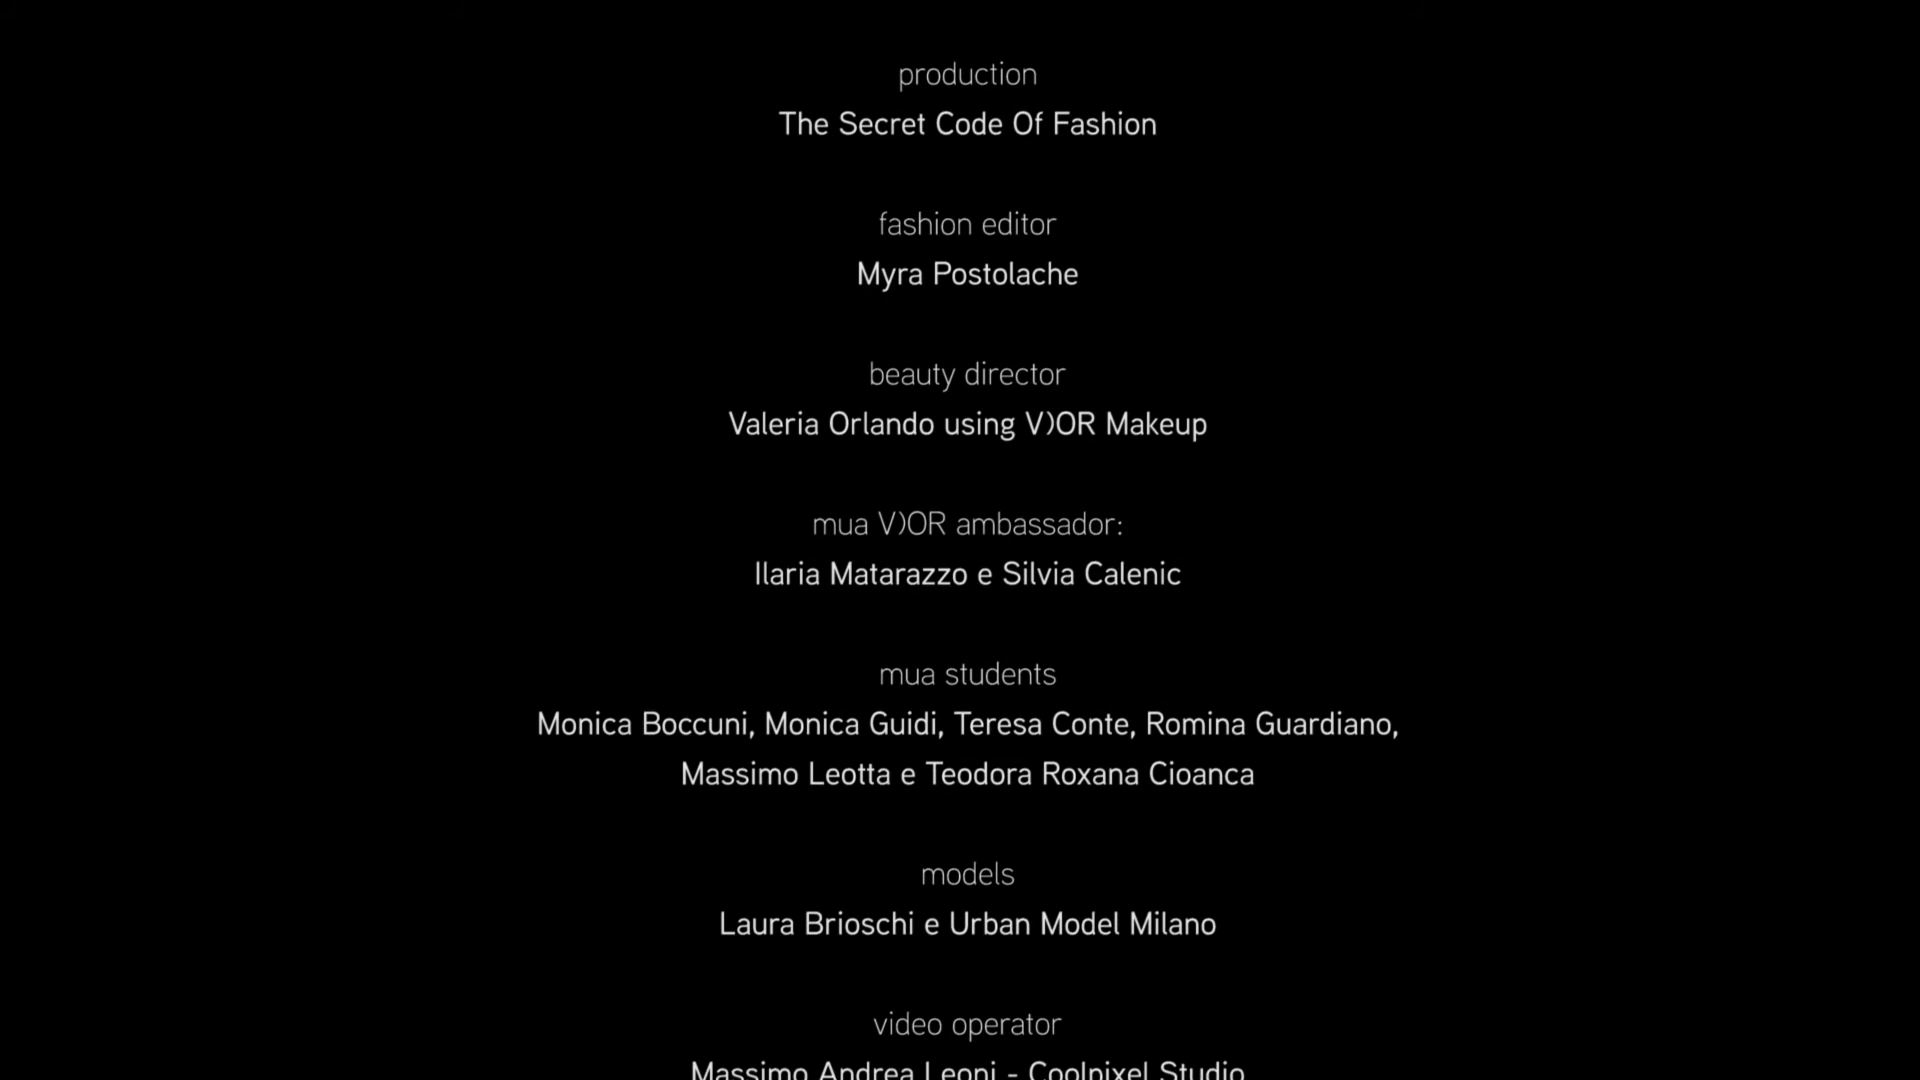 production
The Secret Code Of Fashion
fashion editor
Myra Postolache
beauty director
Valeria Orlando using V)OR Makeup
mua V)OR ambassador:
Ilaria Matarazzo e Silvia Calenic
mua students
Monica Boccuni, Monica Guidi, Teresa Conte, Romina Guardiano,
Massimo Leotta e Teodora Roxana Cioanca
models
Laura Brioschi e Urban Model Milano
video operator
Massimo Andrea Leoni - Coolpixel Studio